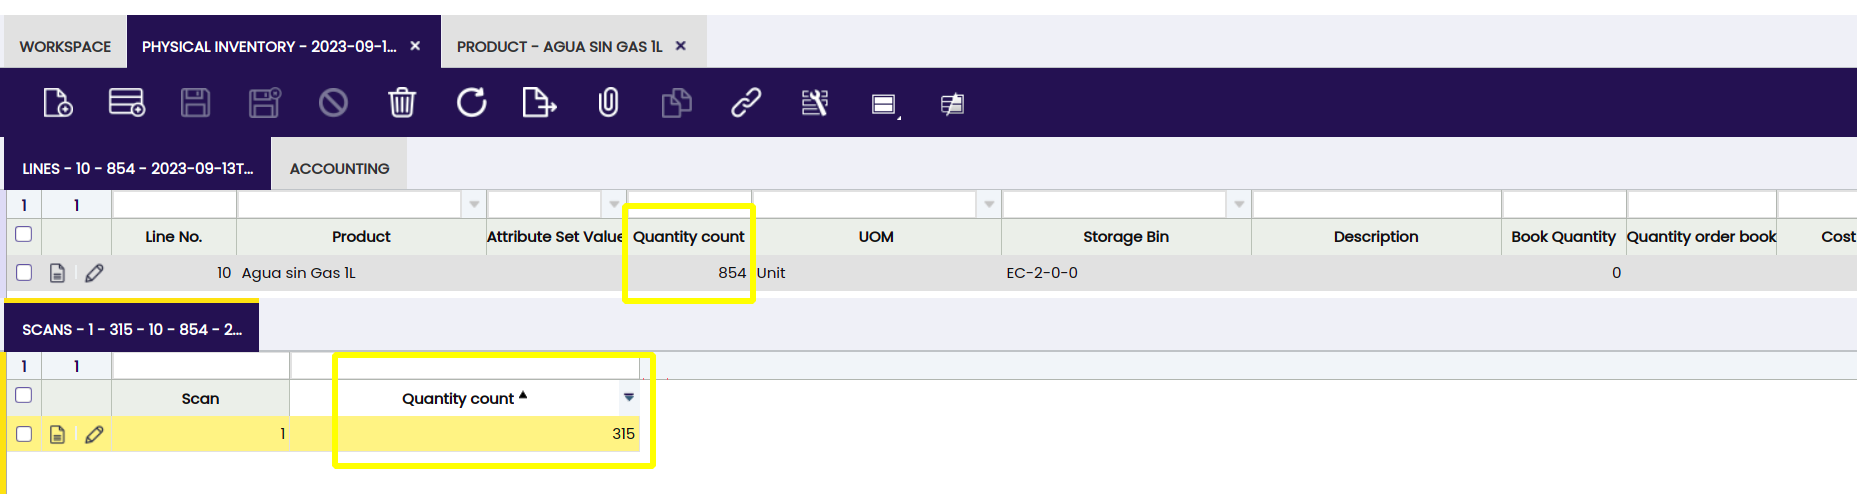 WORKSPACE PHYSICAL INVENTORY - 2023-09-1... × PRODUCT - AGUA SIN GAS 1L ×
LINES - 10 - 854 - 2023-09-13T... ACCOUNTING
1 1
Line No. Product Attribute Set Value Quantity count UOM Storage Bin Description Book Quantity Quantity order book Cost
10 Agua sin Gas 1L 854 Unit EC-2-0-0 0
SCANS - 1 - 315 - 10 - 854 - 2...
1 1
Scan Quantity count
1 315